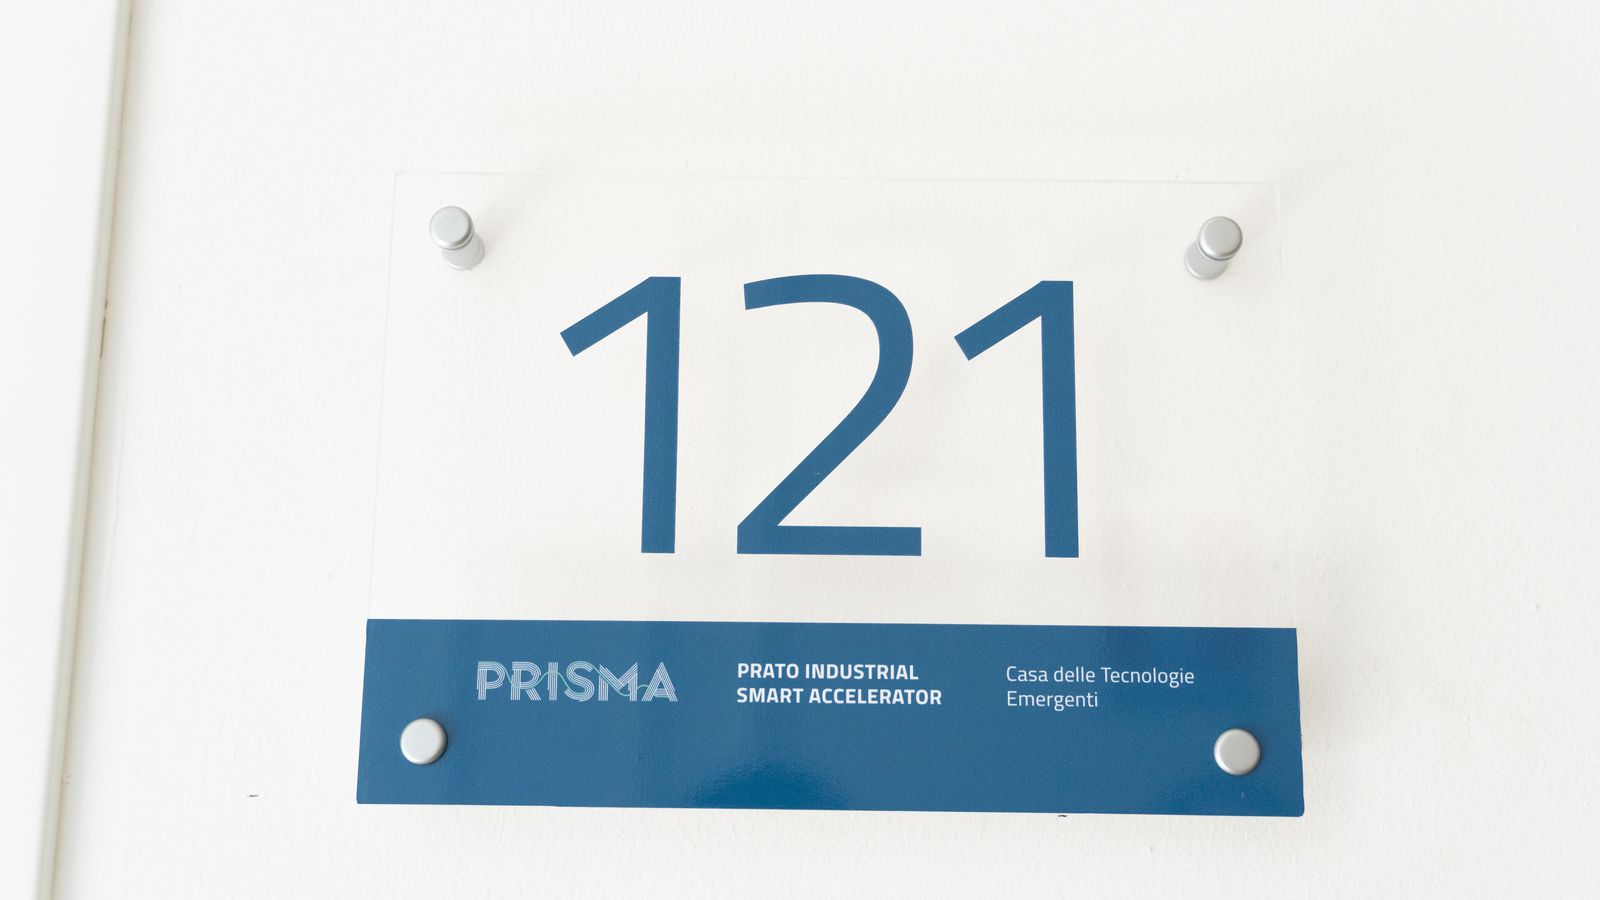 121
PRISMA
PRATO INDUSTRIAL
SMART ACCELERATOR
Casa delle Tecnologie
Emergenti